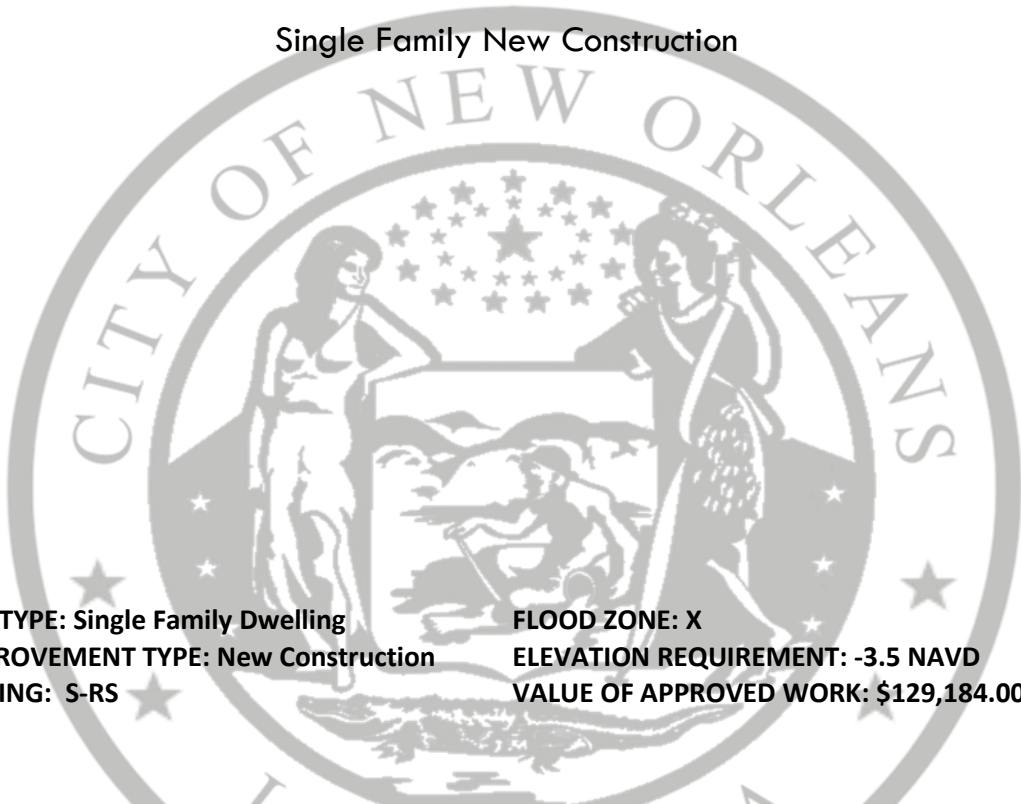 Single Family New Construction
CITY OF NEW ORLEANS
TYPE: Single Family Dwelling
ROVEMENT TYPE: New Construction
ING: S-RS
FLOOD ZONE: X
ELEVATION REQUIREMENT: -3.5 NAVD
VALUE OF APPROVED WORK: $129,184.00